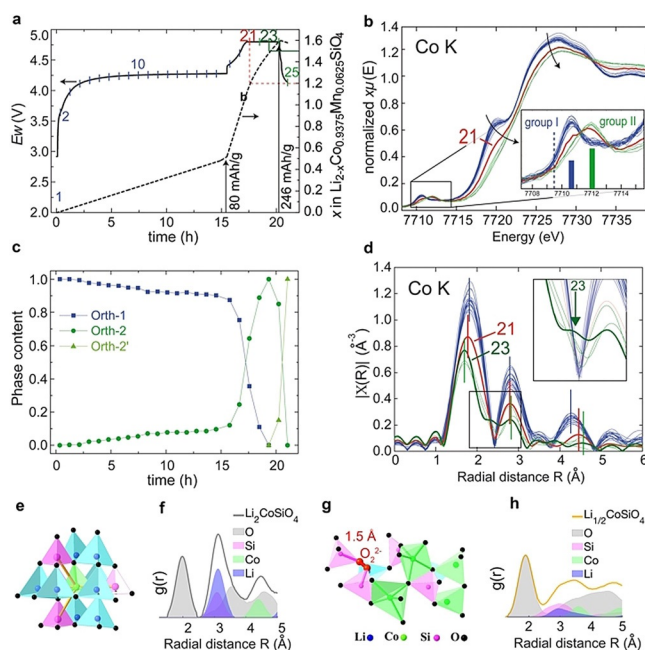 a
5.0
4.5
4.0
3.5
3.0
2.5
2.0
Ew (V)
0 5 10 15 20
time (h)
1.6
1.4
1.2
1.0
0.8
0.6
0.4
0.2
0.0
x in Li2-xCo0.9375Mn0.0625SiO4
1
2
10
21
23
25
b
80 mAh/g
246 mAh/g
b
Co K
normalized xμ(E)
1.4
1.2
1.0
0.8
0.6
0.4
0.2
0.0
7710 7715 7720 7725 7730 7735
Energy (eV)
21
group I
group II
7708 7710 7712 7714
c
Phase content
1.0
0.8
0.6
0.4
0.2
0.0
Orth-1
Orth-2
Orth-2'
0 5 10 15 20
time (h)
d
Co K
|X(R)| Å-3
1.4
1.2
1.0
0.8
0.6
0.4
0.2
0.0
0 1 2 3 4 5 6
Radial distance R (Å)
21
23
23
e
f
Li2CoSiO4
O
Si
Co
Li
g(r)
1 2 3 4 5
Radial distance R (Å)
g
1.5 Å
O2 2-
Li Co Si O
h
Li1/2CoSiO4
O
Si
Co
Li
g(r)
1 2 3 4 5
Radial distance R (Å)